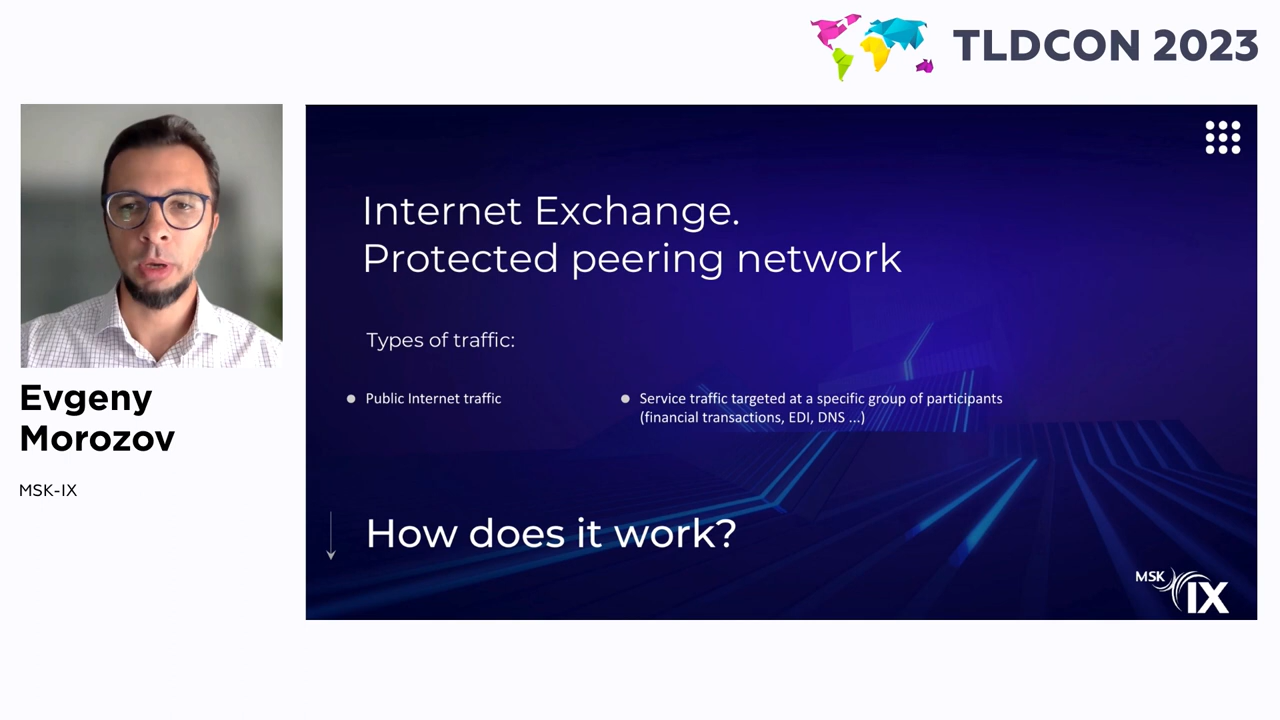 TLDCON 2023
Evgeny
Morozov
MSK-IX
Internet Exchange.
Protected peering network
Types of traffic:
Public Internet traffic
Service traffic targeted at a specific group of participants
(financial transactions, EDI, DNS ...)
How does it work?
MSK IX